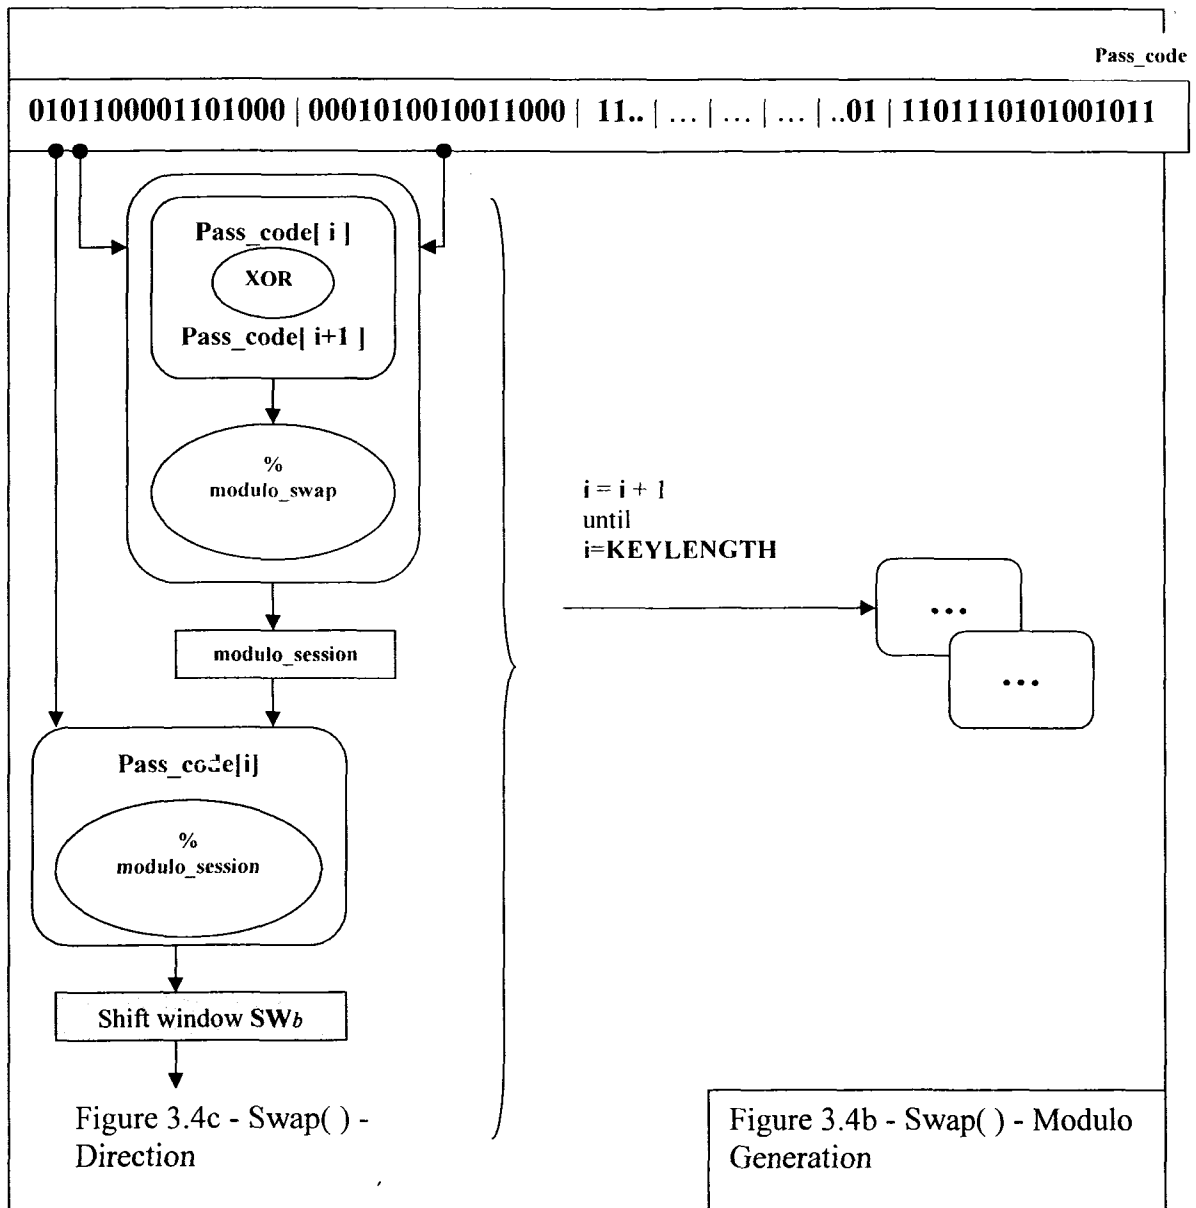 Pass_code
0101100001101000 | 0001010010011000 | 11.. | ... | ... | ... | ..01 | 1101110101001011
Pass_code[ i ]
XOR
Pass_code[ i+1 ]
%
modulo_swap
i = i + 1
until
i=KEYLENGTH
...
modulo_session
...
Pass_code[i]
%
modulo_session
Shift window SWb
Figure 3.4c - Swap( ) -
Direction
Figure 3.4b - Swap( ) - Modulo
Generation